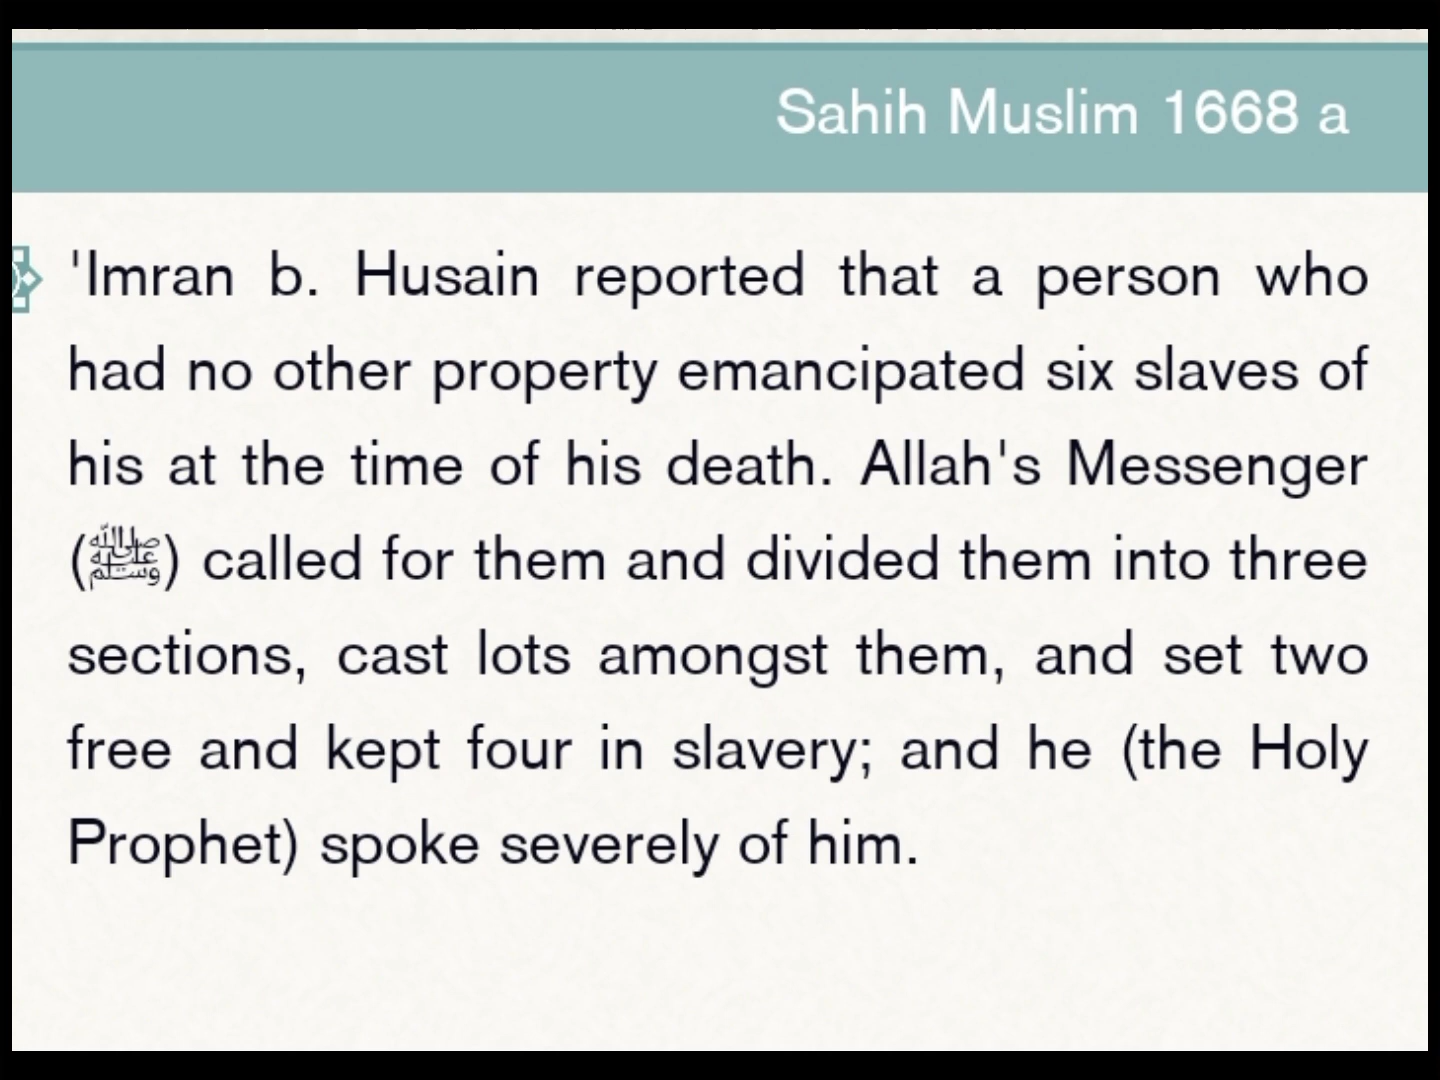 Sahih Muslim 1668 a
'Imran b. Husain reported that a person who
had no other property emancipated six slaves of
his at the time of his death. Allah's Messenger
(ﷺ) called for them and divided them into three
sections, cast lots amongst them, and set two
free and kept four in slavery; and he (the Holy
Prophet) spoke severely of him.